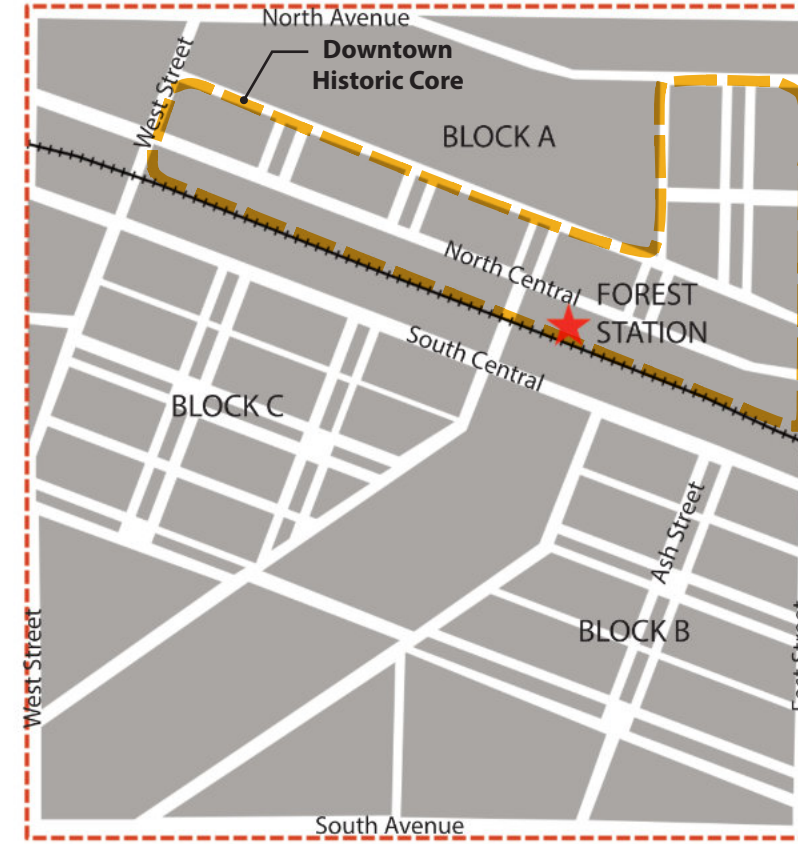 North Avenue
Downtown
Historic Core
West Street
BLOCK A
North Central
FOREST
STATION
South Central
BLOCK C
Ash Street
BLOCK B
West Street
South Avenue